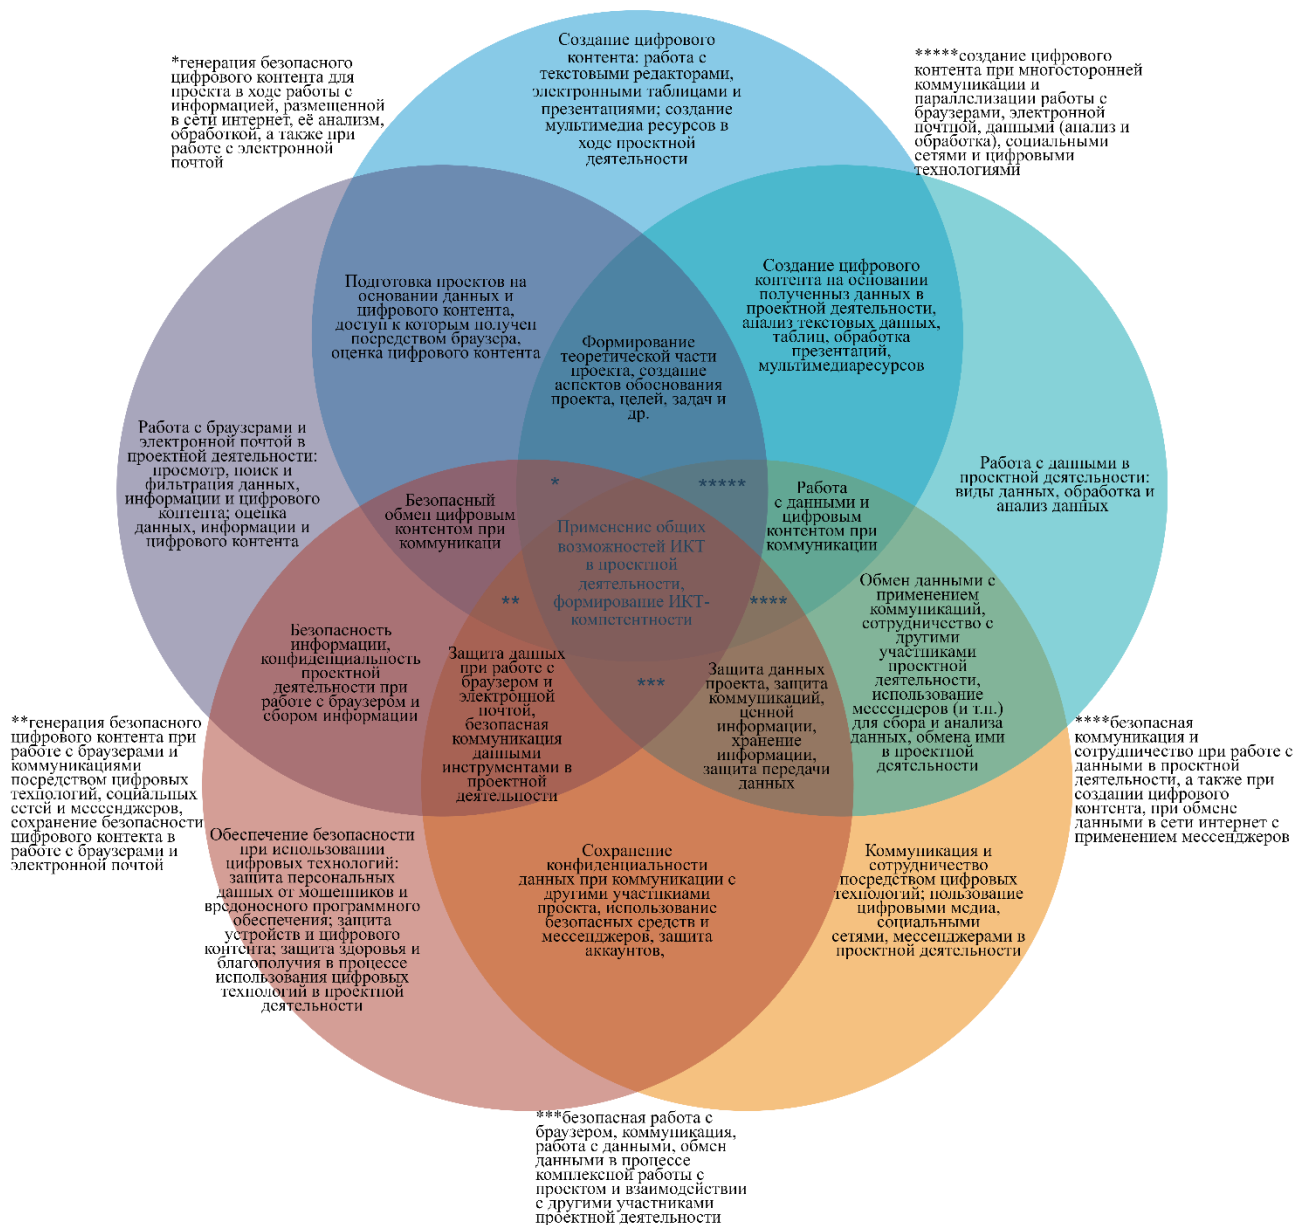 Создание цифрового
контента: работа с
текстовыми редакторами,
электронными таблицами и
презентациями; создание
мультимедиа ресурсов в
ходе проектной
деятельности
*генерация безопасного
цифрового контента для
проекта в ходе работы с
информацией, размещенной
в сети интернет, её анализ,
обработкой, а также при
работе с электронной
почтой
*****создание цифрового
контента при многосторонней
коммуникации и
параллелизации работы с
браузерами, электронной
почтной, данными (анализ и
обработка), социальными
сетями и цифровыми
технологиями
Подготовка проектов на
основании данных и
цифрового контента,
доступ к которым получен
посредством браузера,
оценка цифрового контента
Создание цифрового
контента на основании
полученныз данных в
проектной деятельности,
анализ текстовых данных,
таблиц, обработка
презентаций,
мультимедиаресурсов
Формирование
теоретической части
проекта, создание
аспектов обоснования
проекта, целей, задач и
др.
Работа с браузерами и
электронной почтой в
проектной деятельности:
просмотр, поиск и
фильтрация данных,
информации и цифрового
контента; оценка
данных, информации и
цифрового контента
Работа с данными в
проектной деятельности:
виды данных, обработка и
анализ данных
*
*****
Безопасный
обмен цифровым
контентом при
коммуникаци
Работа
с данными и
цифровым
контентом при
коммуникации
Применение общих
возможностей ИКТ
в проектной
деятельности,
формирование ИКТ-
компетентности
**
****
***
Обмен данными с
применением
коммуникаций,
сотрудничество с
другими
участниками
проектной
деятельности,
использование
мессендеров (и т.п.)
для сбора и анализа
данных, обмена ими
в проектной
деятельности
Безопасность
информации,
конфиденциальность
проектной
деятельности при
работе с браузером и
сбором информации
Защита данных
при работе с
браузером и
электронной
почтой,
безопасная
коммуникация
данными
инструментами в
проектной
деятельности
Защита данных
проекта, защита
коммуникаций,
ценной
информации,
хранение
информации,
защита передачи
данных
**генерация безопасного
цифрового контента при
работе с браузерами и
коммуникациями
посредством цифровых
технологий, социальных
сетей и мессенджеров,
сохранение безопасности
цифрового контекта в
работе с браузерами и
электронной почтой
****безопасная
коммуникация и
сотрудничество при работе с
данными в проектной
деятельности, а также при
создании цифрового
контента, при обмене
данными в сети интернет с
применением мессенджеров
Обеспечение безопасности
при использовании
цифровых технологий:
защита персональных
данных от мошенников и
вредоносного программного
обеспечения; защита
устройств и цифрового
контента; защита здоровья и
благополучия в процессе
использования цифровых
технологий в проектной
деятельности
Сохранение
конфиденциальности
данных при коммуникации с
другими участнкиами
проекта, использование
безопасных средств и
мессенджеров, защита
аккаунтов,
Коммуникация и
сотрудничество
посредством цифровых
технологий; пользование
цифровыми медиа,
социальными
сетями, мессенджерами в
проектной деятельности
***безопасная работа с
браузером, коммуникация,
работа с данными, обмен
данными в процессе
комплексной работы с
проектом и взаимодействии
с другими участниками
проектной деятельности